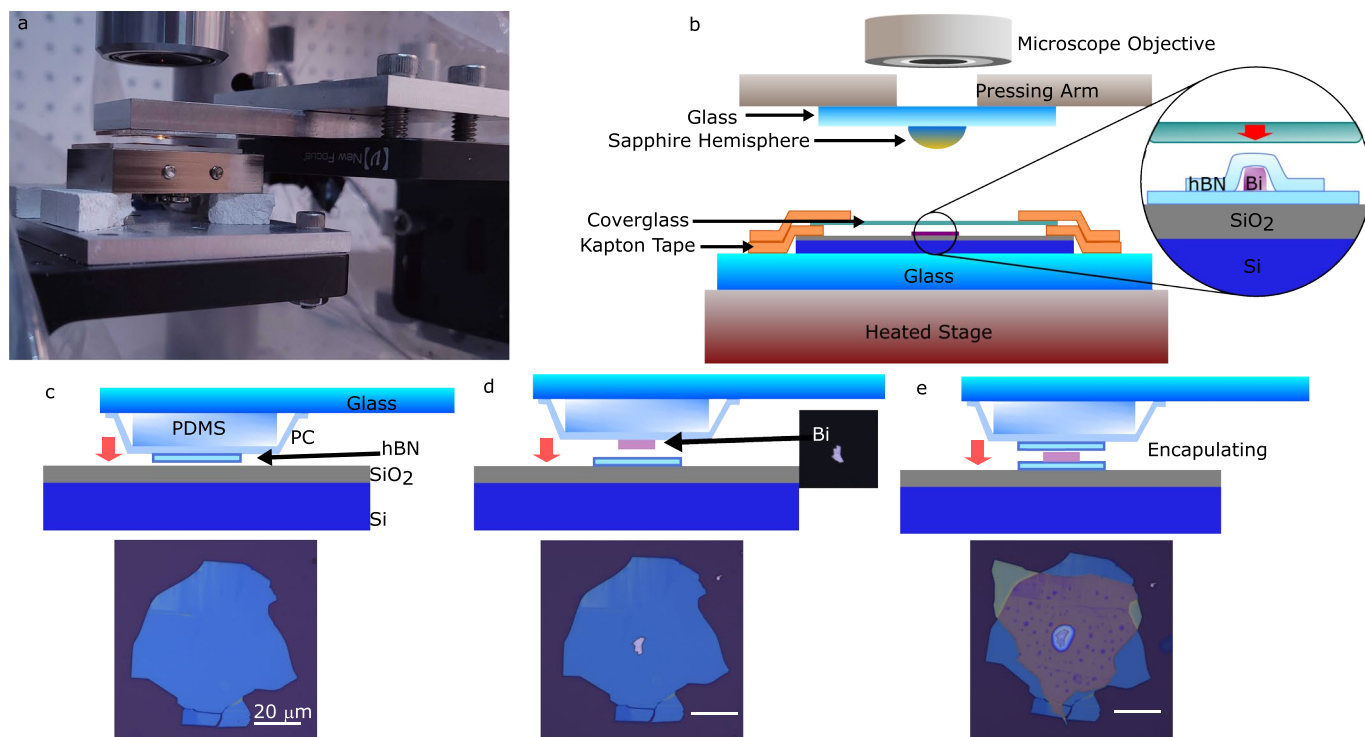 a
New Focus
b
Microscope Objective
Pressing Arm
Glass
Sapphire Hemisphere
Coverglass
Kapton Tape
Glass
Heated Stage
hBN
Bi
SiO2
Si
c
Glass
PDMS
PC
hBN
SiO2
Si
20 μm
d
Bi
e
Encapulating